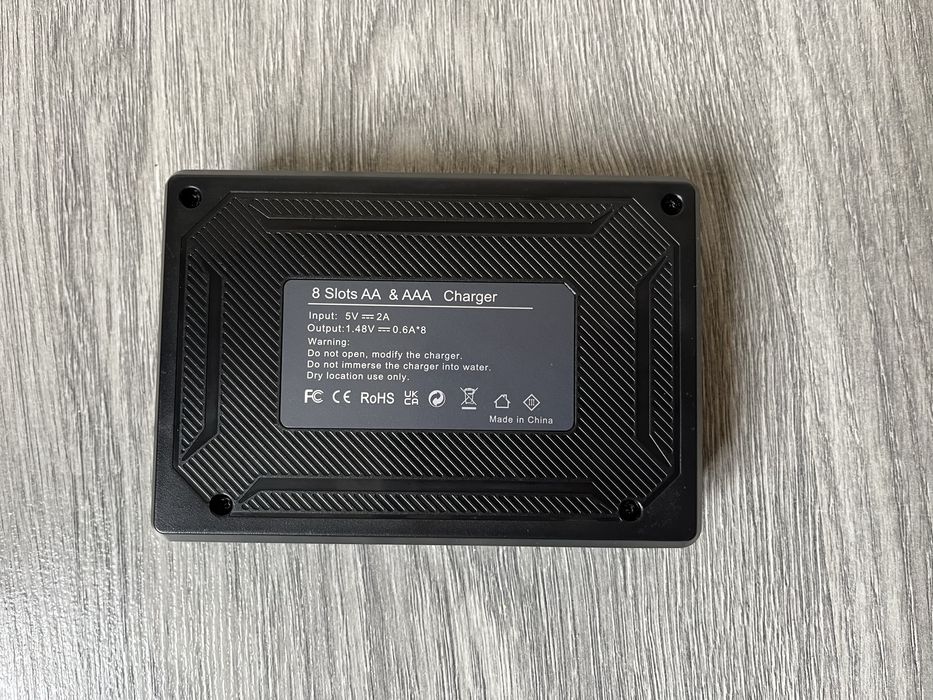 8 Slots AA & AAA Charger
Input: 5V ⎓ 2A
Output:1.48V ⎓ 0.6A*8
Warning:
Do not open, modify the charger.
Do not immerse the charger into water.
Dry location use only.
FC CE RoHS UK CA
Made in China